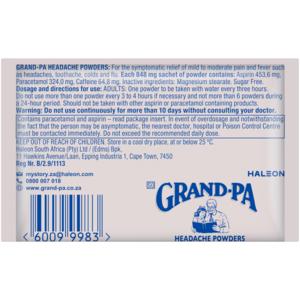 GRAND-PA HEADACHE POWDERS: For the symptomatic relief of mild to moderate pain and fever such
as headaches, toothache, colds and flu. Each 848 mg sachet of powder contains: Aspirin 453,6 mg,
Paracetamol 324,0 mg, Caffeine 64,8 mg. Inactive ingredients: Magnesium stearate. Sugar Free.
Dosage and directions for use: ADULTS: One powder to be taken with water every three hours.
Do not use more than one powder every 3 to 4 hours if necessary and not more than 6 powders during
a 24-hour period. Should not be taken with other aspirin or paracetamol containing products.
Warning: Do not use continuously for more than 10 days without consulting your doctor.
Contains paracetamol and aspirin – read package insert. In event of overdosage and notwithstanding
the fact that the person may be asymptomatic, the nearest doctor, hospital or Poison Control Centre
must be contacted immediately. Do not exceed the recommended daily dose.
KEEP OUT OF REACH OF CHILDREN. Store in a cool dry place, at or below 25 °C.
Haleon South Africa (Pty) Ltd / (Edms) Bpk.
11 Hawkins Avenue/Laan, Epping Industria 1, Cape Town, 7450
Reg Nr. B/2.9/1113
mystory.za@haleon.com
0800 007 018
www.grand-pa.co.za
HALEON
6009 9983
GRAND-PA
HEADACHE POWDERS